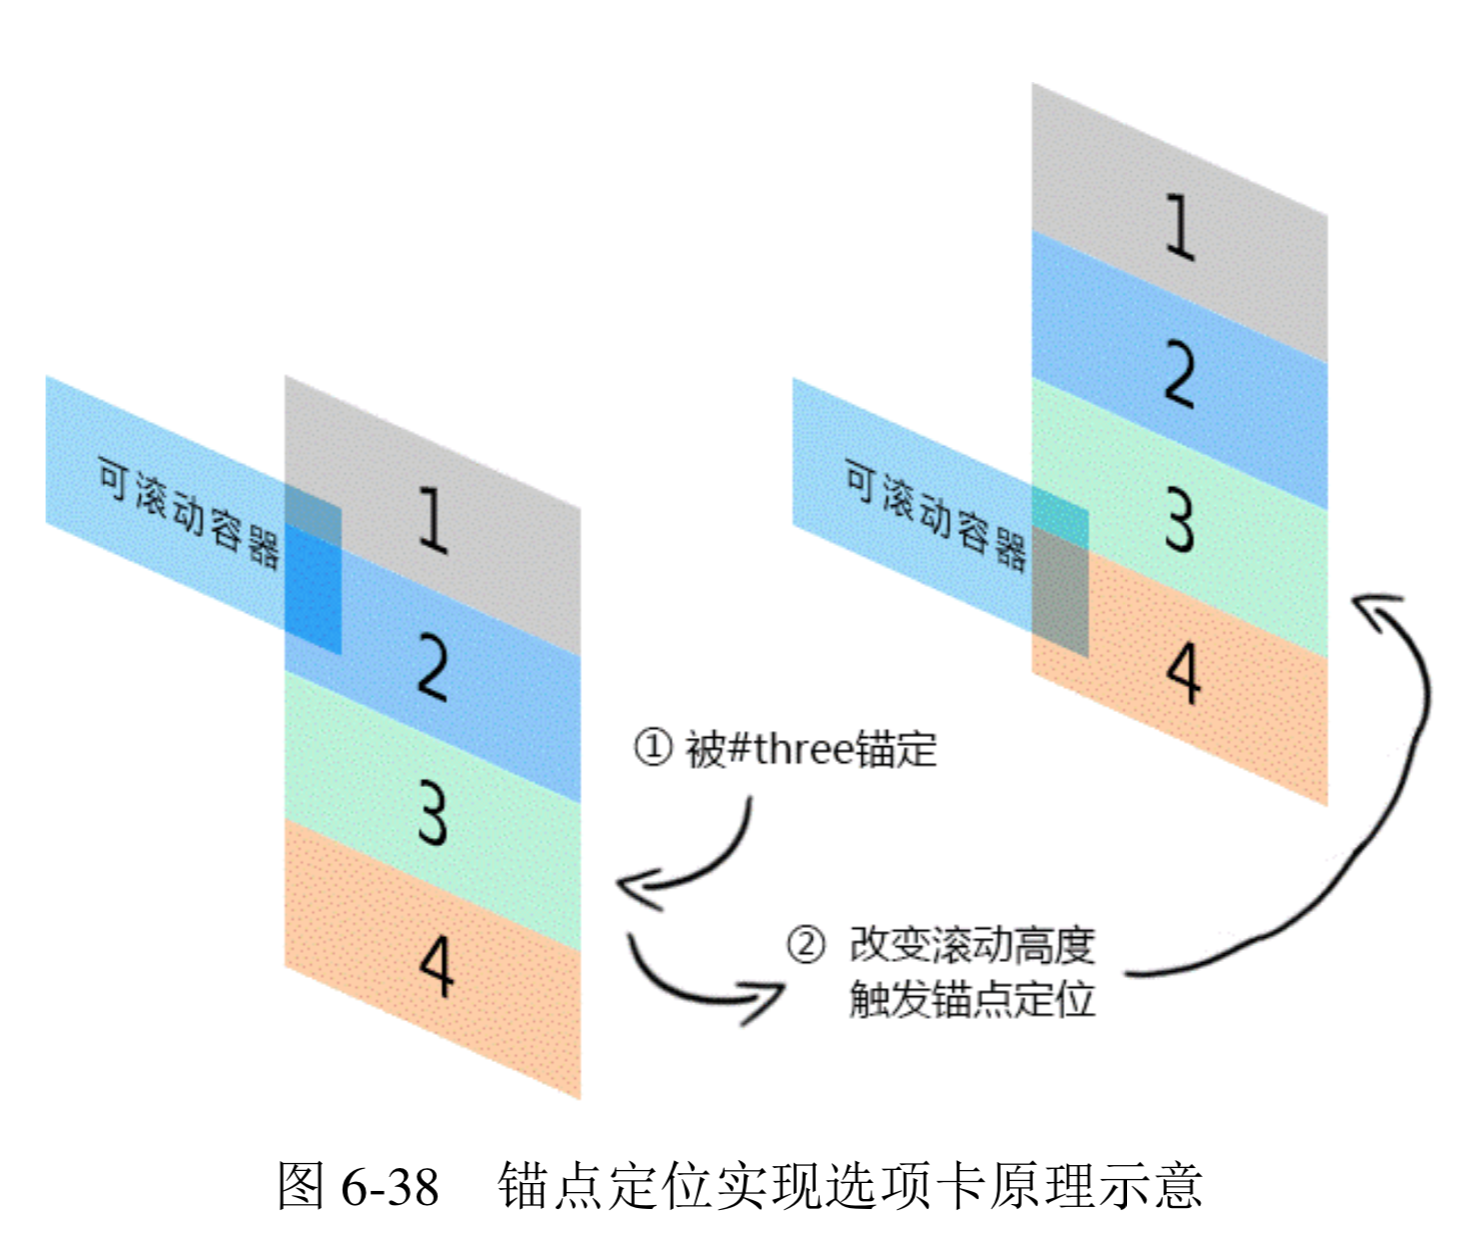 可滚动容器
1
2
3
4
① 被#three锚定
② 改变滚动高度
触发锚点定位
可滚动容器
1
2
3
4
图 6-38 锚点定位实现选项卡原理示意